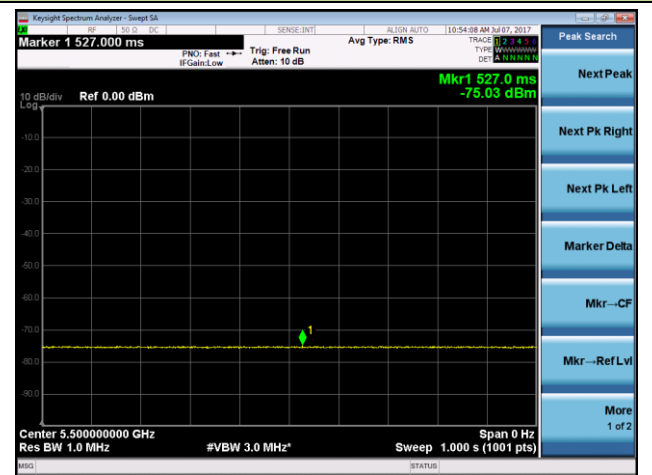 Keysight Spectrum Analyzer - Swept SA
RF 50 Ω DC SENSE:INT ALIGN AUTO 10:54:08 AM Jul 07, 2017
Marker 1 527.000 ms
PNO: Fast
IFGain:Low
Trig: Free Run
Atten: 10 dB
Avg Type: RMS
TRACE 1 2 3 4 5 6
TYPE WWWWWWW
DET A N N N N N
Mkr1 527.0 ms
-75.03 dBm
10 dB/div Ref 0.00 dBm
Log
-10.0
-20.0
-30.0
-40.0
-50.0
-60.0
-70.0
-80.0
-90.0
1
Center 5.500000000 GHz Span 0 Hz
Res BW 1.0 MHz #VBW 3.0 MHz* Sweep 1.000 s (1001 pts)
MSG STATUS
Peak Search
Next Peak
Next Pk Right
Next Pk Left
Marker Delta
Mkr→CF
Mkr→Ref Lvl
More
1 of 2